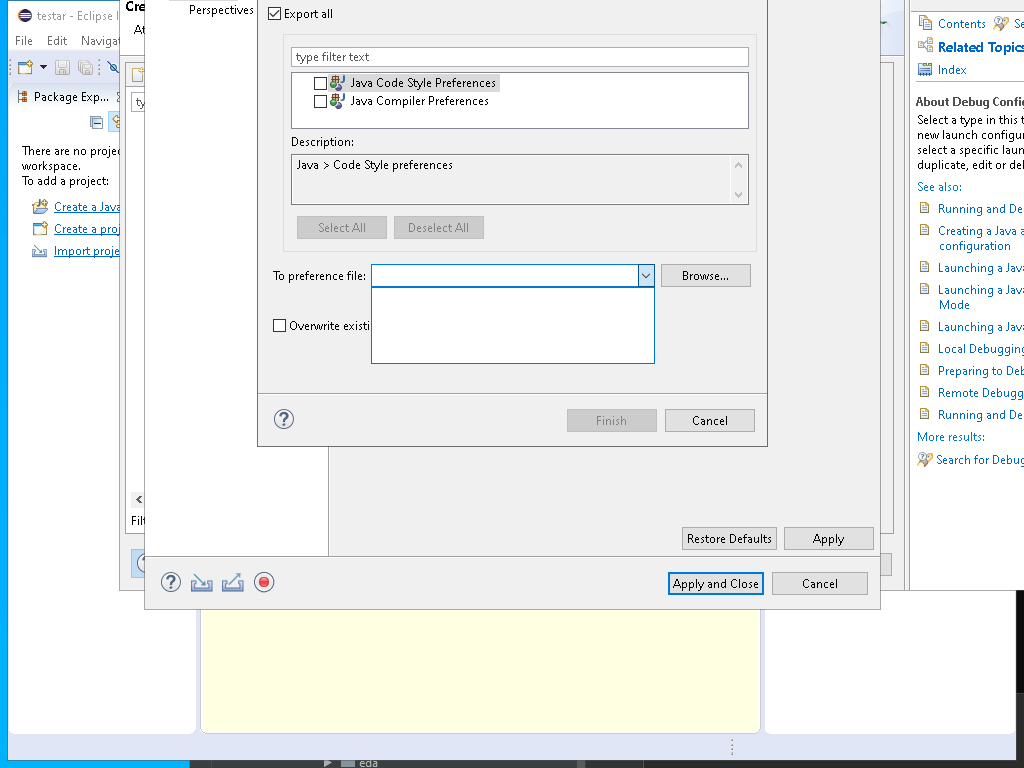 testar - Eclipse I
File Edit Navigat
Package Exp...
There are no projec
workspace.
To add a project:
Create a Java
Create a proj
Import proje
Cre
At
ty
Filt
Perspectives
Export all
type filter text
Java Code Style Preferences
Java Compiler Preferences
Description:
Java > Code Style preferences
Select All Deselect All
To preference file:
Browse...
Overwrite existi
Finish Cancel
Restore Defaults Apply
Apply and Close Cancel
Contents Se
Related Topics
Index
About Debug Config
Select a type in this t
new launch configur
select a specific laun
duplicate, edit or del
See also:
Running and De
Creating a Java a
configuration
Launching a Java
Launching a Java
Mode
Launching a Java
Local Debugging
Preparing to Deb
Remote Debugg
Running and De
More results:
Search for Debug
eda